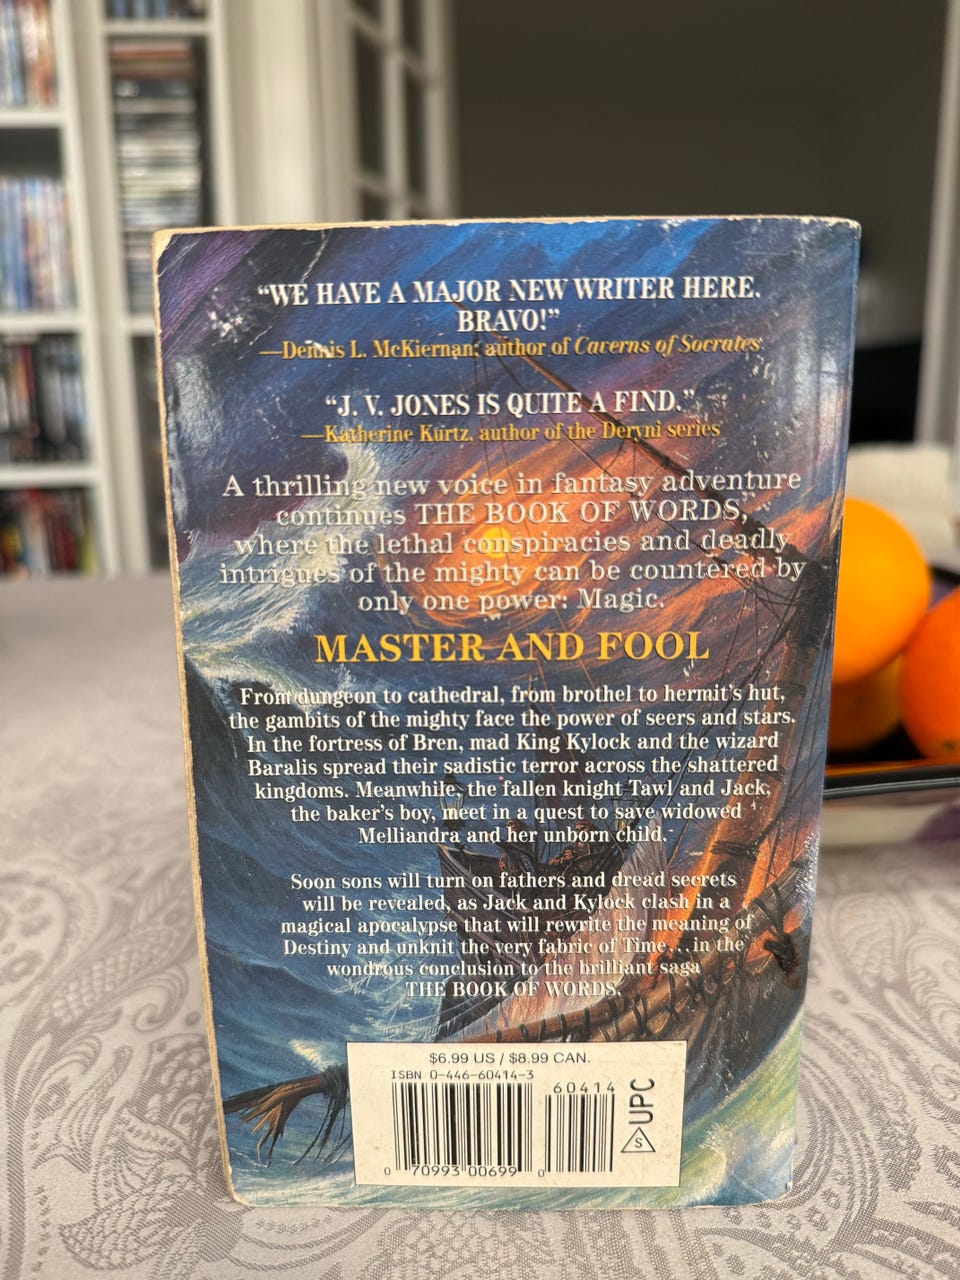 “WE HAVE A MAJOR NEW WRITER HERE.
BRAVO!”
—Dennis L. McKiernan, author of Caverns of Socrates
“J. V. JONES IS QUITE A FIND.”
—Katherine Kurtz, author of the Deryni series
A thrilling new voice in fantasy adventure
continues THE BOOK OF WORDS,
where the lethal conspiracies and deadly
intrigues of the mighty can be countered by
only one power: Magic.
MASTER AND FOOL
From dungeon to cathedral, from brothel to hermit's hut,
the gambits of the mighty face the power of seers and stars.
In the fortress of Bren, mad King Kylock and the wizard
Baralis spread their sadistic terror across the shattered
kingdoms. Meanwhile, the fallen knight Tawl and Jack,
the baker's boy, meet in a quest to save widowed
Melliandra and her unborn child.
Soon sons will turn on fathers and dread secrets
will be revealed, as Jack and Kylock clash in a
magical apocalypse that will rewrite the meaning of
Destiny and unknit the very fabric of Time...in the
wondrous conclusion to the brilliant saga
THE BOOK OF WORDS.
$6.99 US / $8.99 CAN.
ISBN 0-446-60414-3
60414
0 70993 00699 0
S UPC